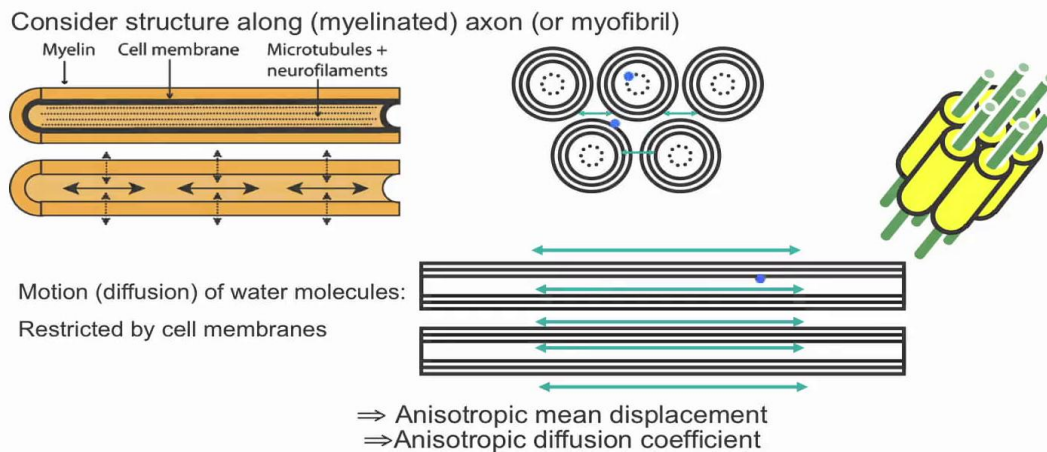 Consider structure along (myelinated) axon (or myofibril)
Myelin Cell membrane Microtubules +
neurofilaments
Motion (diffusion) of water molecules:
Restricted by cell membranes
⇒ Anisotropic mean displacement
⇒Anisotropic diffusion coefficient